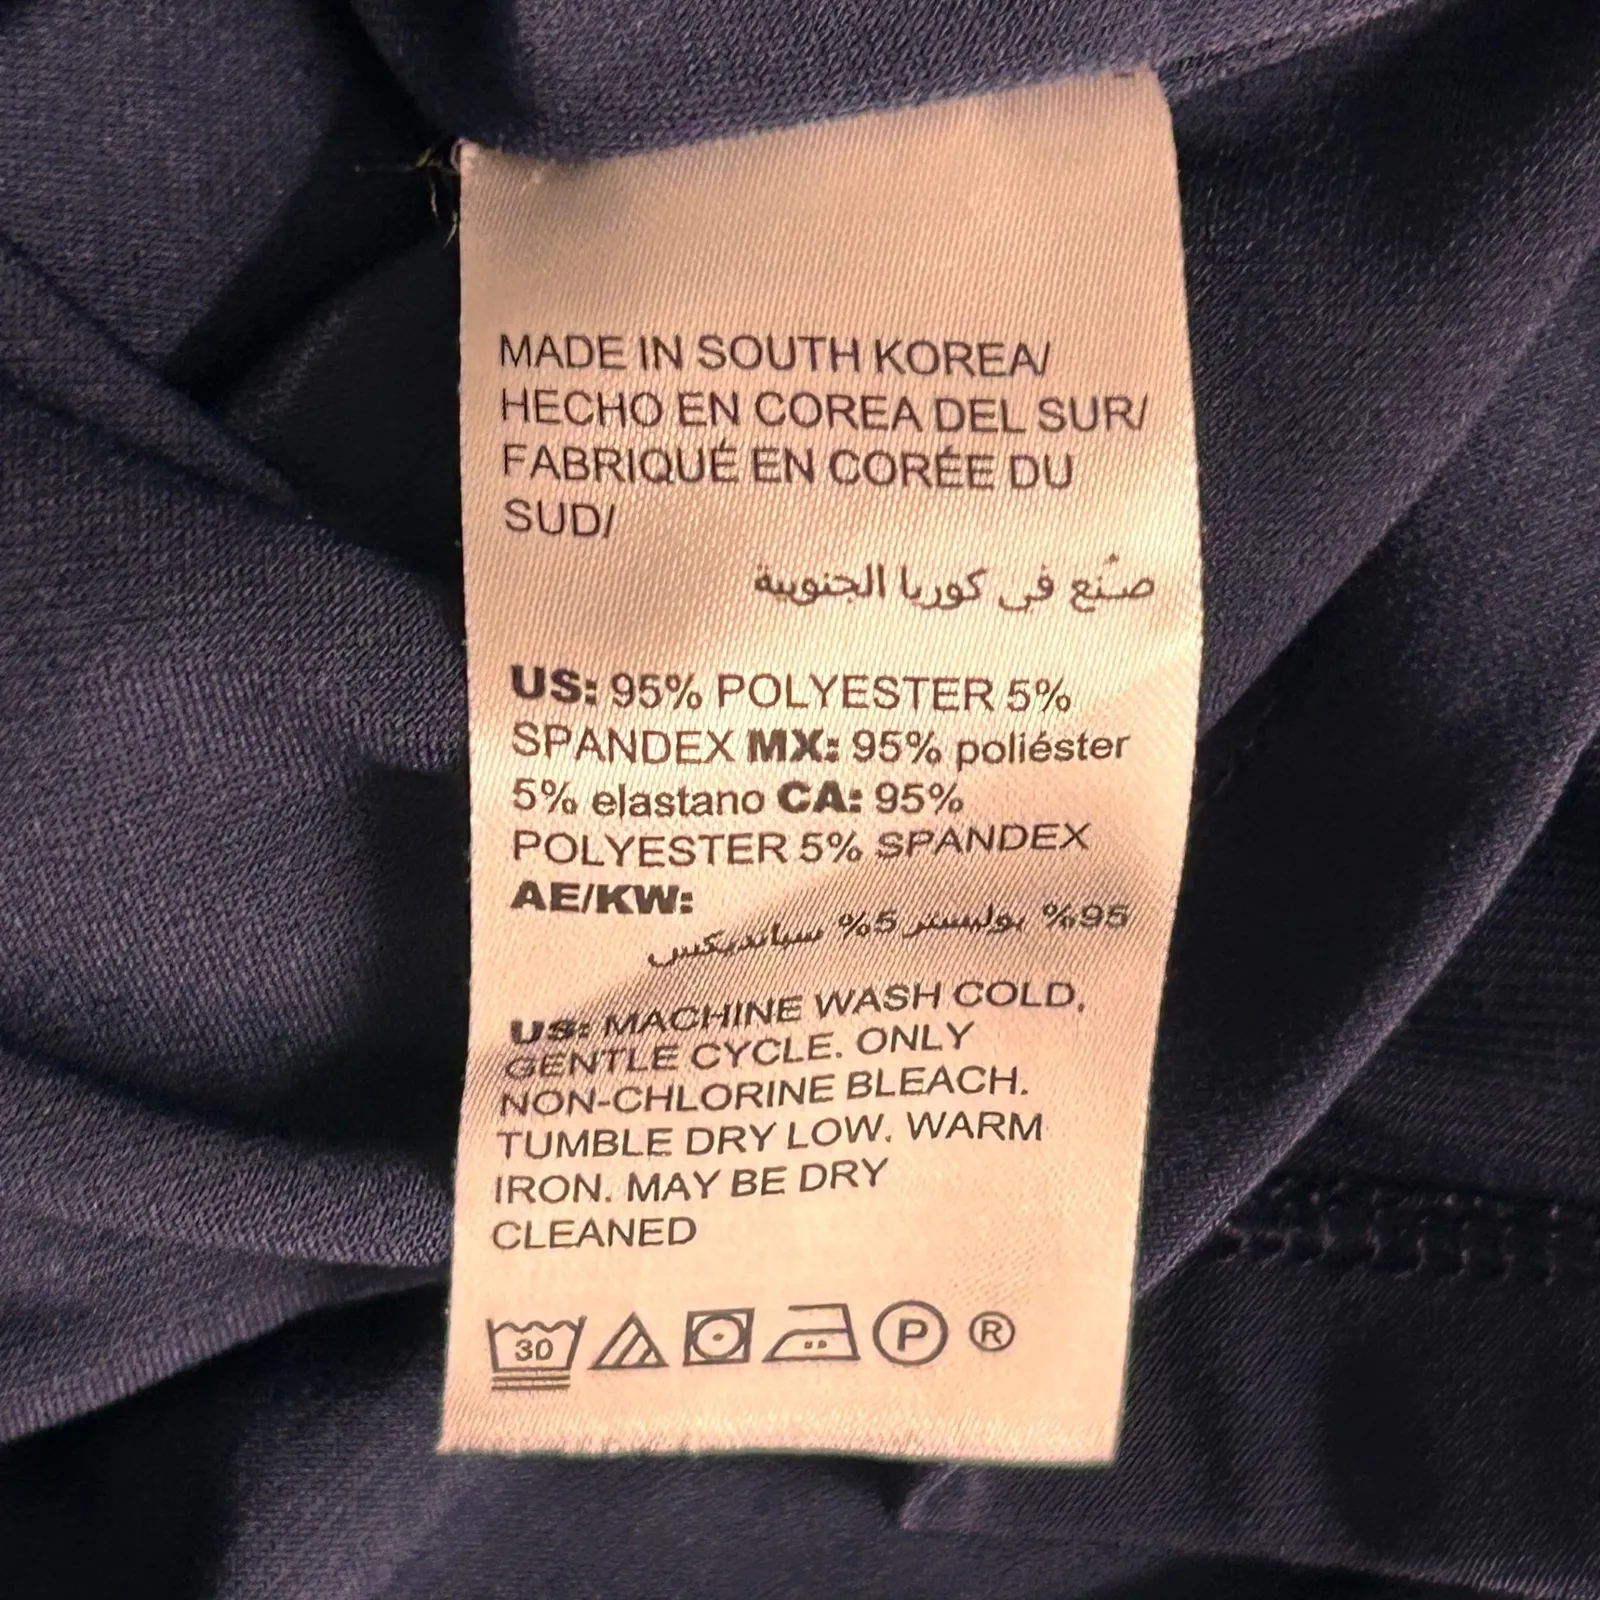 MADE IN SOUTH KOREA/
HECHO EN COREA DEL SUR/
FABRIQUÉ EN CORÉE DU
SUD/
صُنع في كوريا الجنوبية
US: 95% POLYESTER 5%
SPANDEX MX: 95% poliéster
5% elastano CA: 95%
POLYESTER 5% SPANDEX
AE/KW:
95% بوليستر 5% سبانديكس
US: MACHINE WASH COLD,
GENTLE CYCLE. ONLY
NON-CHLORINE BLEACH.
TUMBLE DRY LOW. WARM
IRON. MAY BE DRY
CLEANED
30 P ®